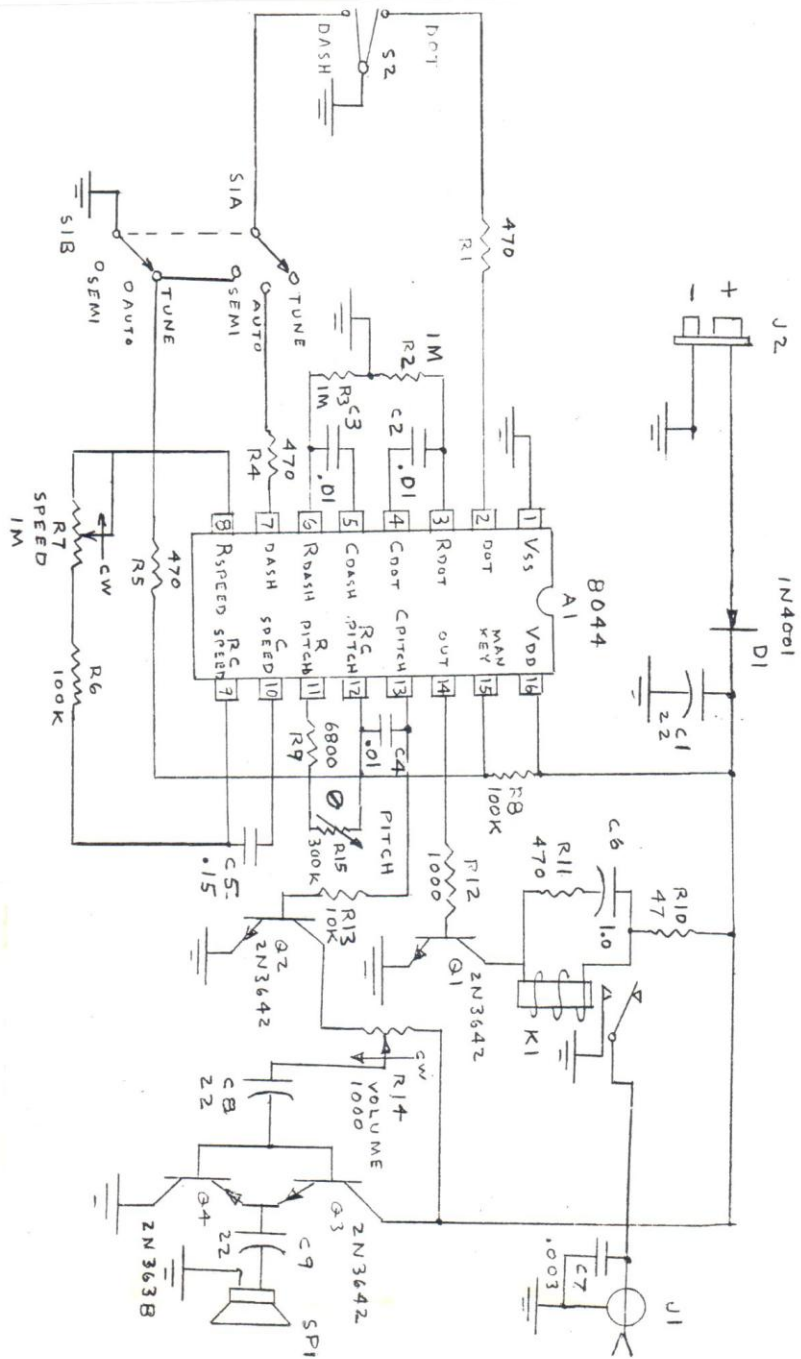 J2
+
-
1N4001
D1
C1
22
R10
47
C6
1.0
R11
470
K1
C7
.003
J1
470
R1
DOT
S2
DASH
8044
A1
1
VSS
VDD
16
2
DOT
MAN KEY
15
3
RDOT
OUT
14
4
CDOT
CPITCH
13
5
CDASH
RC PITCH
12
6
RDASH
R PITCH
11
7
DASH
C SPEED
10
8
RSPEED
RC SPEED
9
1M
R2
C2
.01
R3
1M
C3
.01
470
R4
R8
100K
R12
1000
Q1
2N3642
C4
.01
6800
R9
PITCH
Ø
R15
300K
R13
10K
Q2
2N3642
S1A
TUNE
AUTO
SEMI
TUNE
AUTO
SEMI
S1B
470
R5
CW
R7
SPEED
1M
R6
100K
C5
.15
CW
R14
VOLUME
1000
C8
22
Q3
2N3642
Q4
2N3638
C9
22
SP1